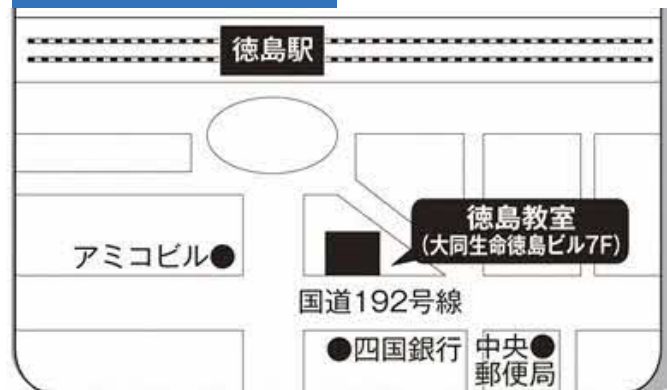 徳島駅
徳島教室
(大同生命徳島ビル7F)
アミコビル●
国道192号線
●四国銀行
中央●
郵便局